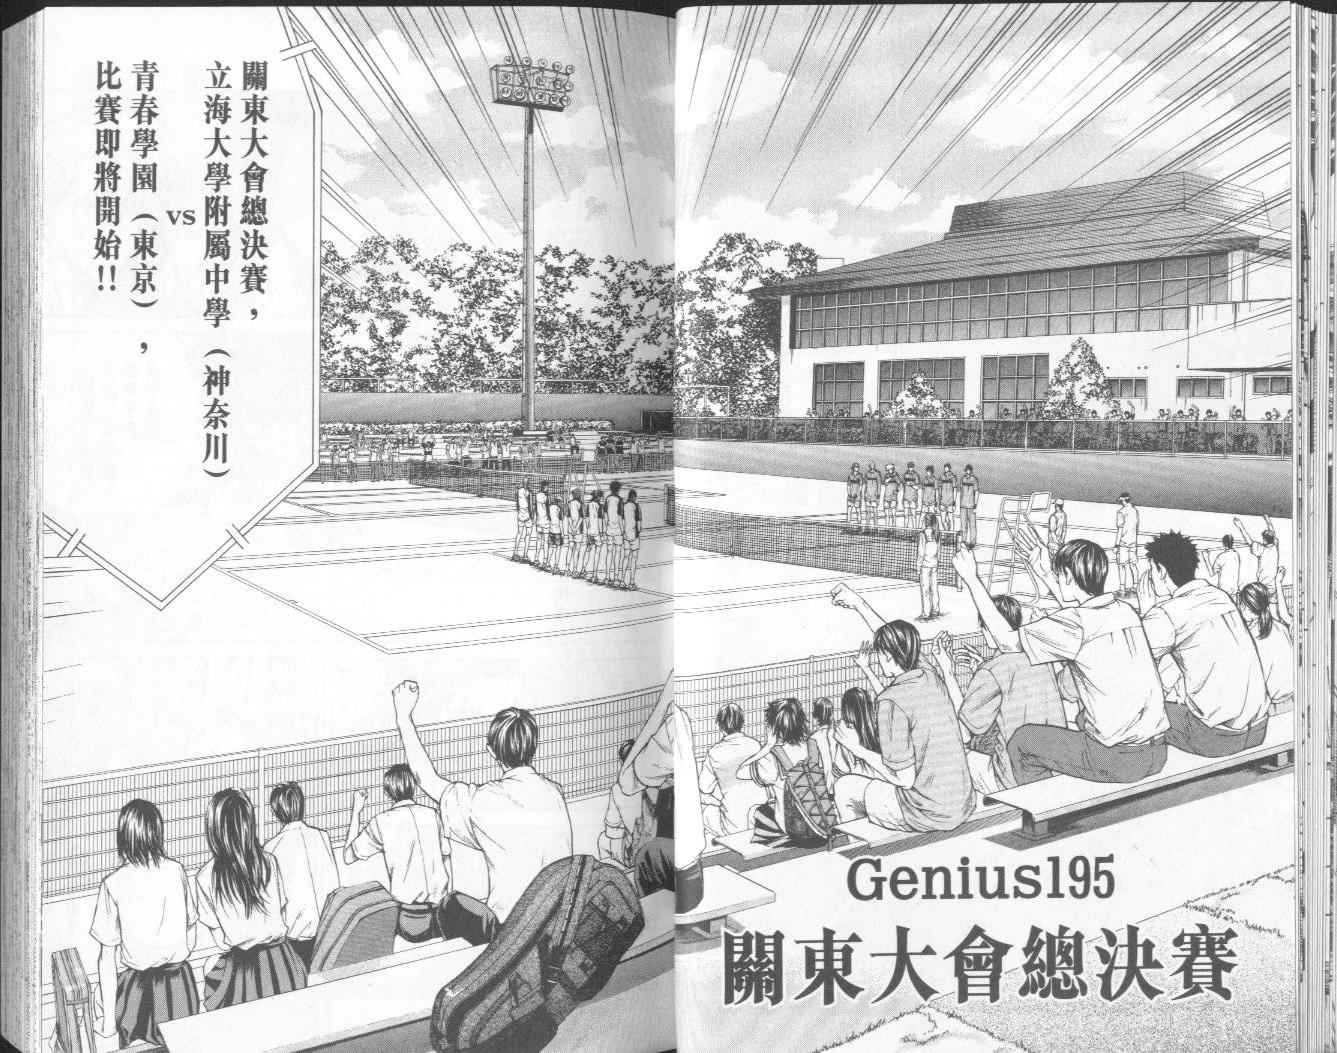 關東大會總決賽，
立海大學附屬中學（神奈川）
vs
青春學園（東京），
比賽即將開始!!
Genius195
關東大會總決賽